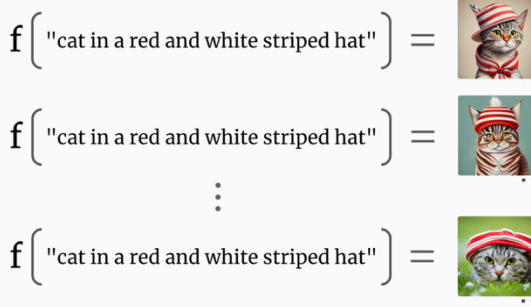 f ("cat in a red and white striped hat") =
f ("cat in a red and white striped hat") =
⋮
f ("cat in a red and white striped hat") =